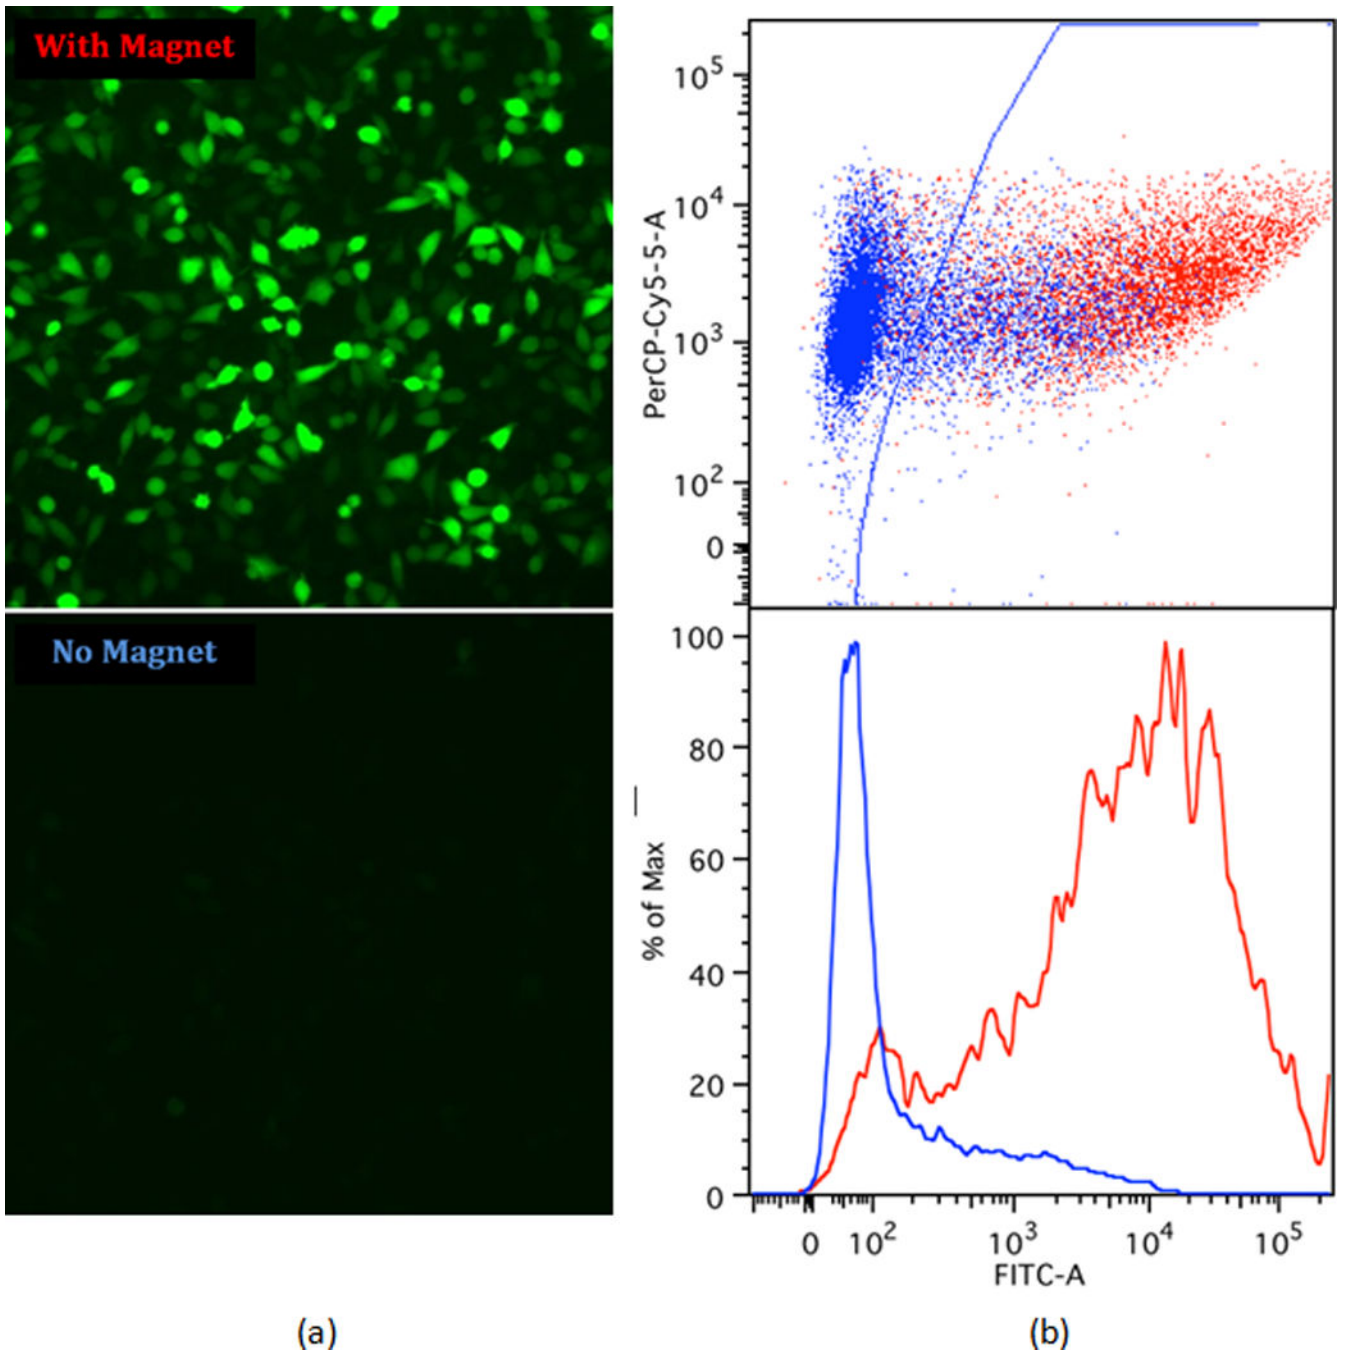 With Magnet
No Magnet
(a)
PerCP-Cy5-5-A
10⁵
10⁴
10³
10²
0
% of Max
100
80
60
40
20
0
0 10² 10³ 10⁴ 10⁵
FITC-A
(b)